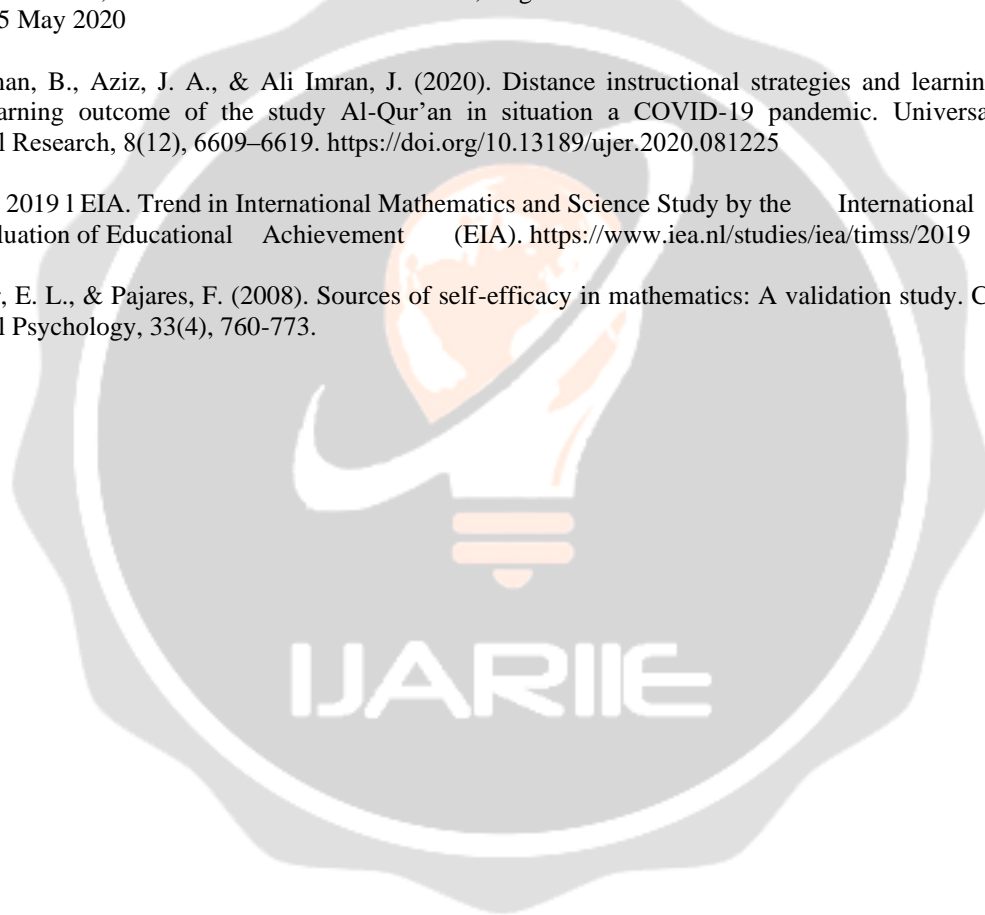 5 May 2020
nan, B., Aziz, J. A., & Ali Imran, J. (2020). Distance instructional strategies and learnin
arning outcome of the study Al-Qur’an in situation a COVID-19 pandemic. Universa
l Research, 8(12), 6609–6619. https://doi.org/10.13189/ujer.2020.081225
2019 l EIA. Trend in International Mathematics and Science Study by the International
luation of Educational Achievement (EIA). https://www.iea.nl/studies/iea/timss/2019
, E. L., & Pajares, F. (2008). Sources of self-efficacy in mathematics: A validation study. C
l Psychology, 33(4), 760-773.
IJARIIE